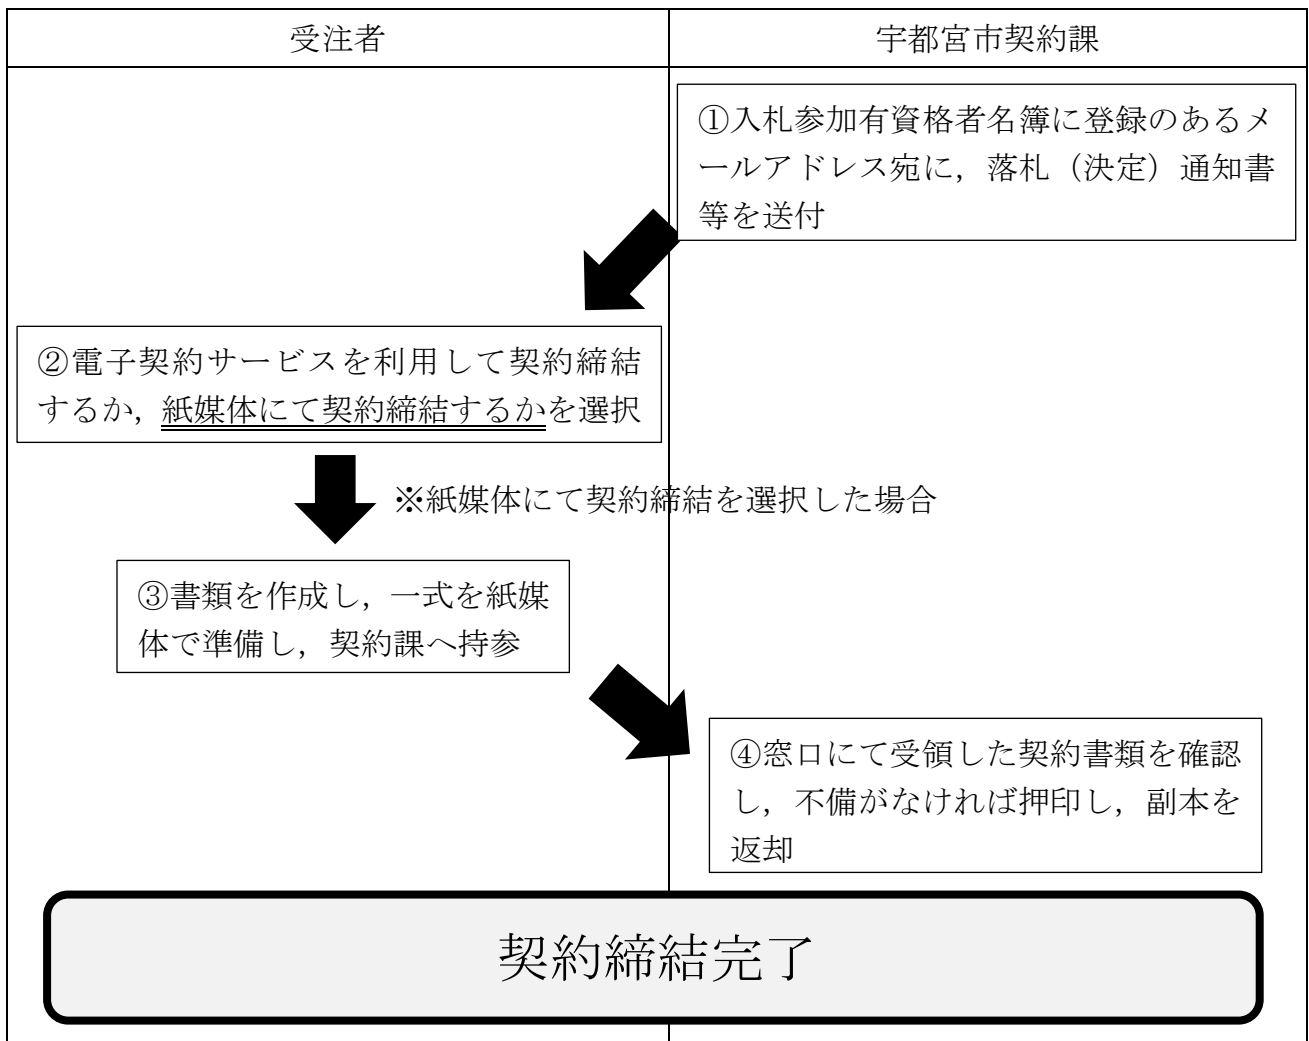 受注者
宇都宮市契約課
①入札参加有資格者名簿に登録のあるメ
ールアドレス宛に，落札（決定）通知書
等を送付
②電子契約サービスを利用して契約締結
するか，紙媒体にて契約締結するかを選択
※紙媒体にて契約締結を選択した場合
③書類を作成し，一式を紙媒
体で準備し，契約課へ持参
④窓口にて受領した契約書類を確認
し，不備がなければ押印し，副本を
返却
契約締結完了